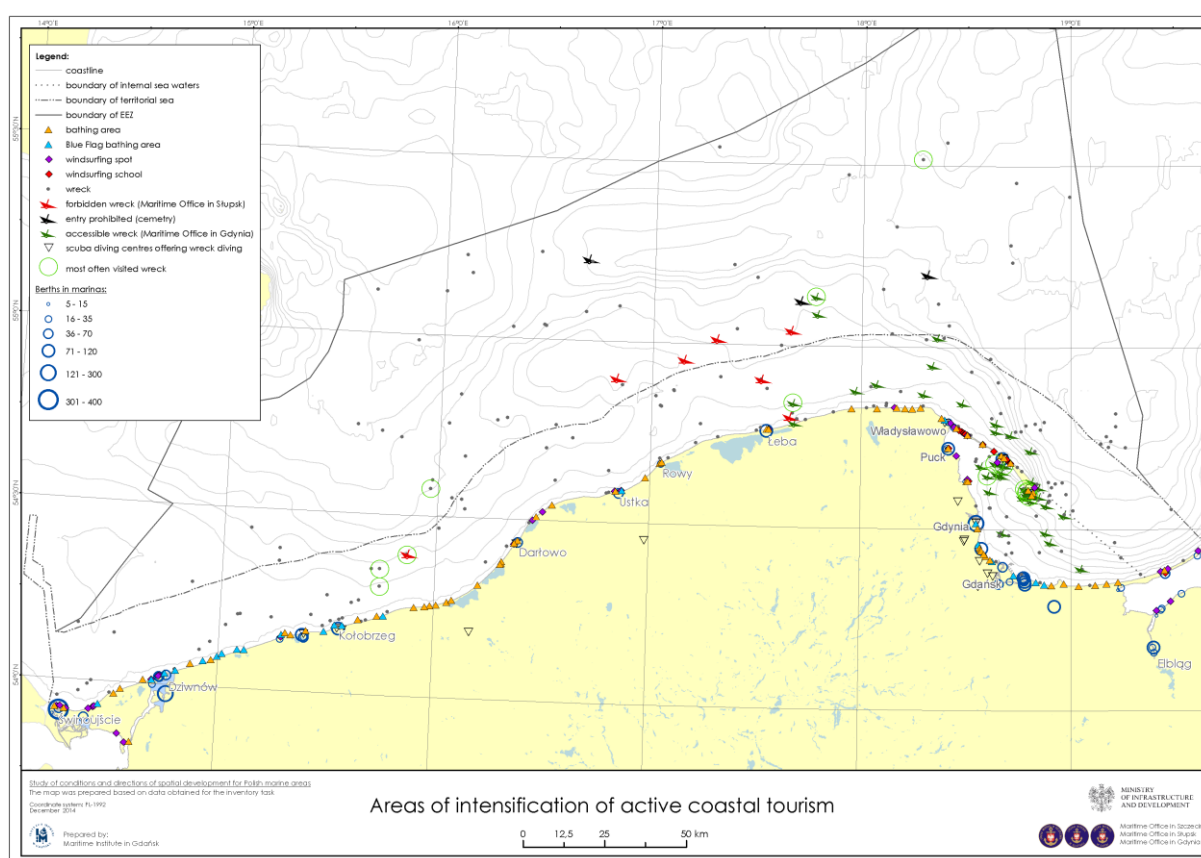 14°0'E 15°0'E 16°0'E 17°0'E 18°0'E 19°0'E
Legend:
coastline
boundary of internal sea waters
boundary of territorial sea
boundary of EEZ
bathing area
Blue Flag bathing area
windsurfing spot
windsurfing school
wreck
forbidden wreck (Maritime Office in Słupsk)
entry prohibited (cemetry)
accessible wreck (Maritime Office in Gdynia)
scuba diving centres offering wreck diving
most often visited wreck
Berths in marinas:
5 - 15
16 - 35
36 - 70
71 - 120
121 - 300
301 - 400
55°0'N
54°30'N
54°0'N
Łeba
Władysławowo
Puck
Rowy
Ustka
Gdynia
Darłowo
Gdańsk
Kołobrzeg
Elbląg
Dziwnów
Świnoujście
Study of conditions and directions of spatial development for Polish marine areas
The map was prepared based on data obtained for the inventory task
Coordinate systems PL-1992
December 2014
Prepared by:
Maritime Institute in Gdańsk
Areas of intensification of active coastal tourism
0 12,5 25 50 km
MINISTRY
OF INFRASTRUCTURE
AND DEVELOPMENT
Maritime Office in Szczeci
Maritime Office in Słupsk
Maritime Office in Gdynia